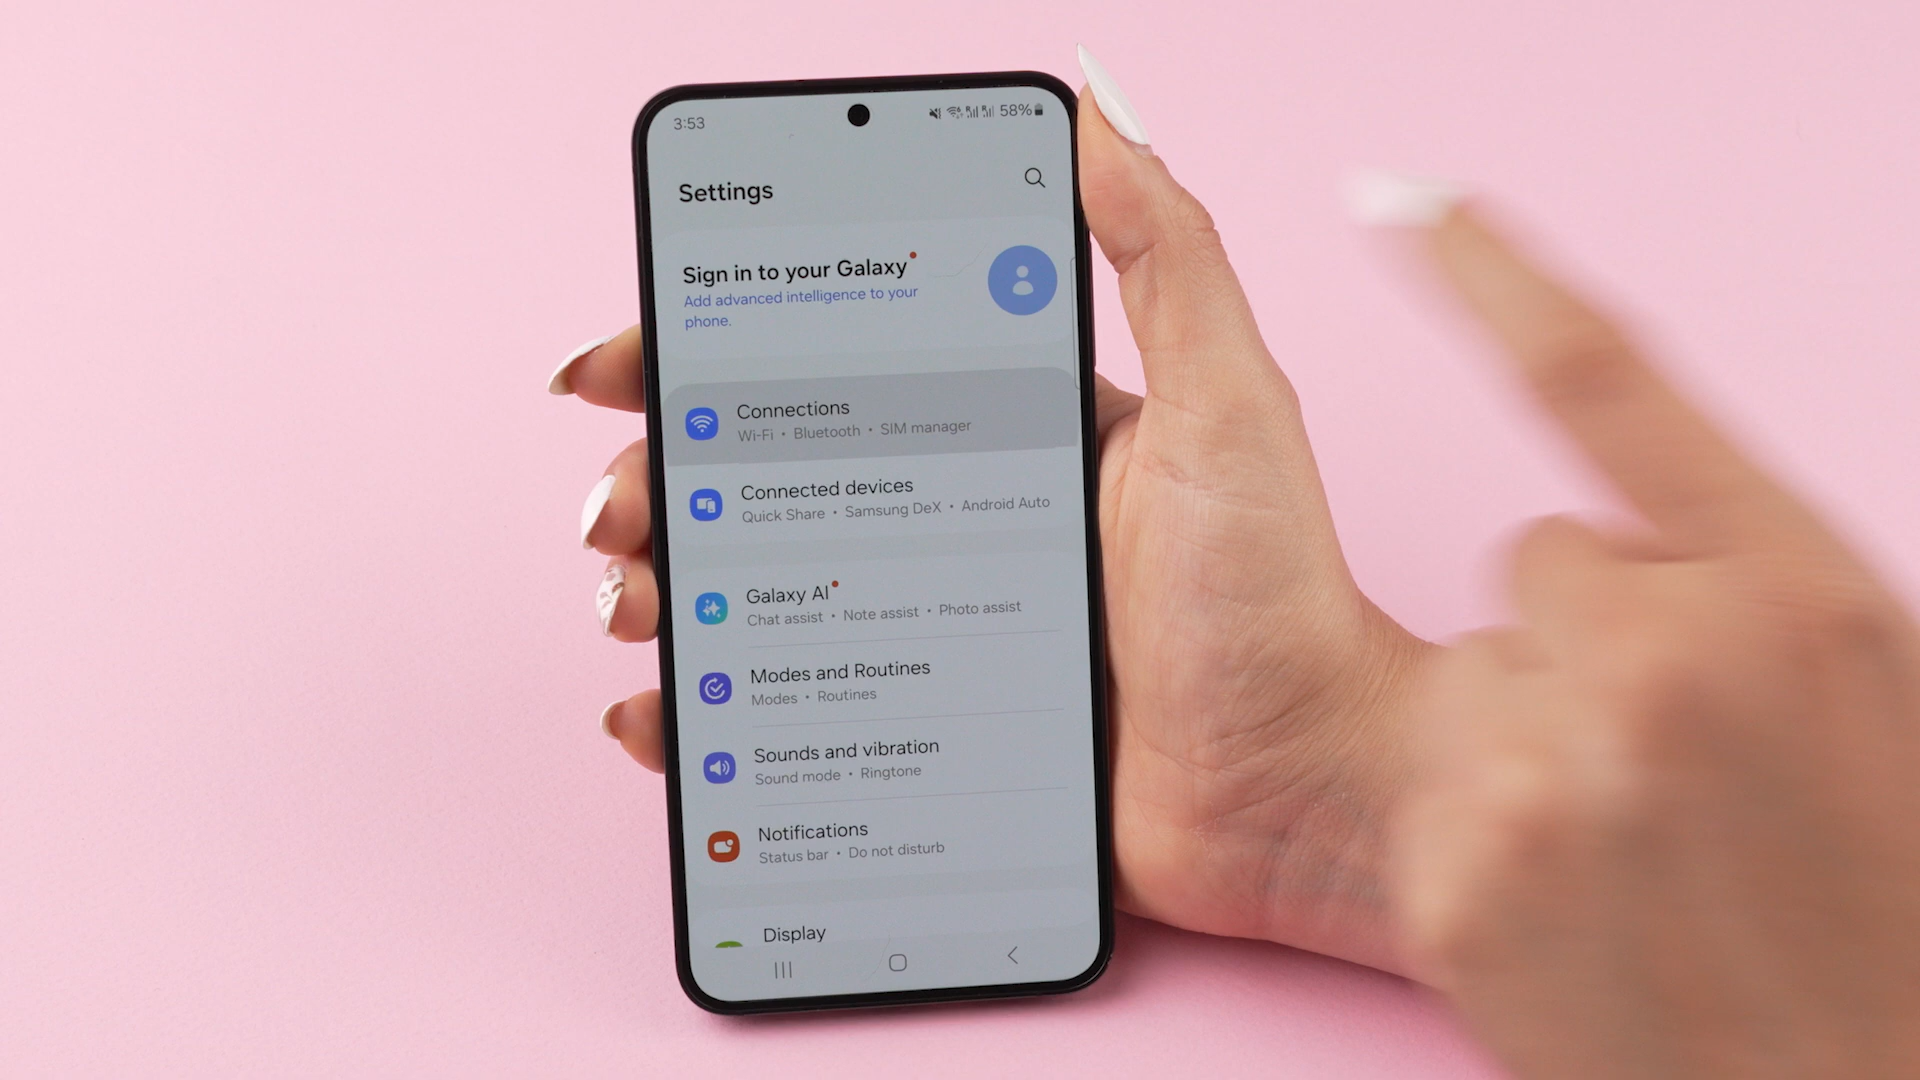 3:53
58%
Settings
Sign in to your Galaxy
Add advanced intelligence to your
phone.
Connections
Wi-Fi • Bluetooth • SIM manager
Connected devices
Quick Share • Samsung DeX • Android Auto
Galaxy AI
Chat assist • Note assist • Photo assist
Modes and Routines
Modes • Routines
Sounds and vibration
Sound mode • Ringtone
Notifications
Status bar • Do not disturb
Display